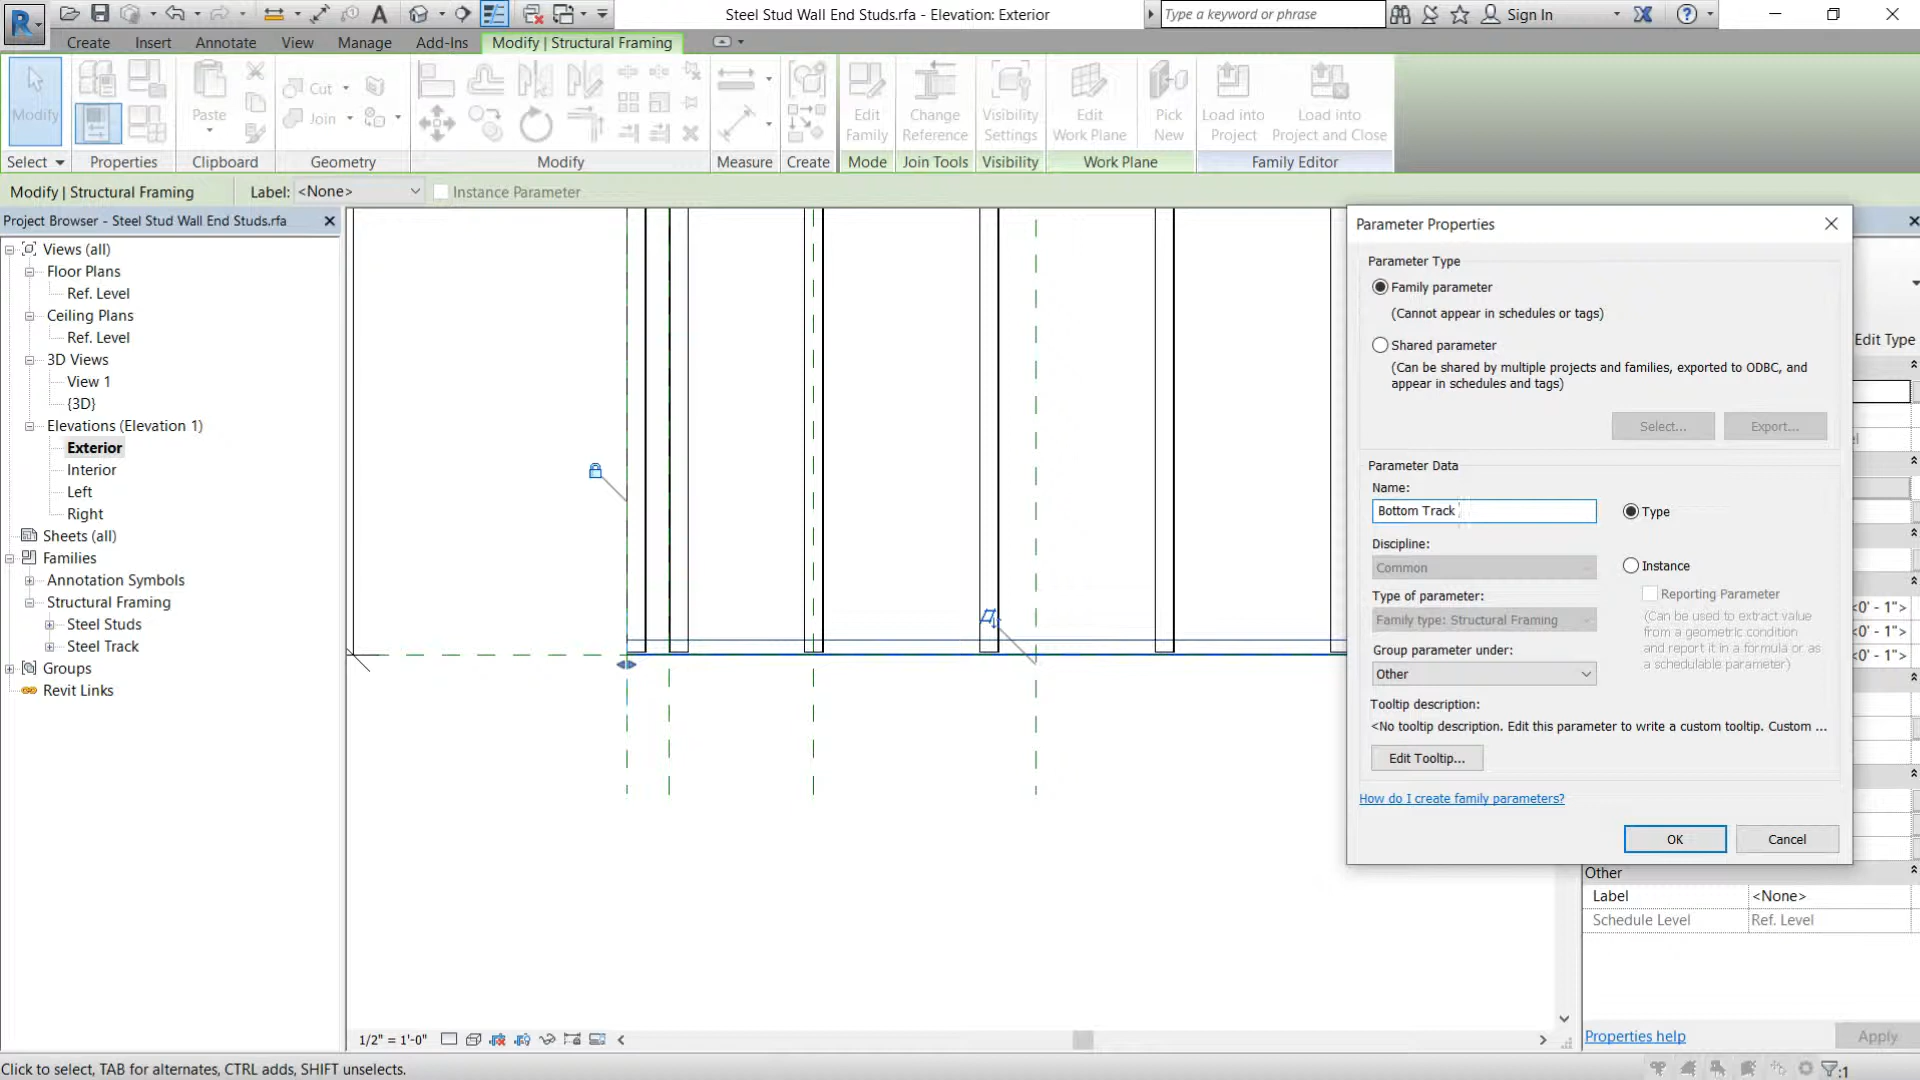 Steel Stud Wall End Studs.rfa - Elevation: Exterior
Type a keyword or phrase
Sign In
Create Insert Annotate View Manage Add-Ins Modify | Structural Framing
Modify
Paste
Cut
Join
Edit Family
Change Reference
Visibility Settings
Edit Work Plane
Pick New
Load into Project
Load into Project and Close
Select Properties Clipboard Geometry Modify Measure Create Mode Join Tools Visibility Work Plane Family Editor
Modify | Structural Framing Label: <None> Instance Parameter
Project Browser - Steel Stud Wall End Studs.rfa
Views (all)
Floor Plans
Ref. Level
Ceiling Plans
Ref. Level
3D Views
View 1
{3D}
Elevations (Elevation 1)
Exterior
Interior
Left
Right
Sheets (all)
Families
Annotation Symbols
Structural Framing
Steel Studs
Steel Track
Groups
Revit Links
Parameter Properties
Parameter Type
Family parameter
(Cannot appear in schedules or tags)
Shared parameter
(Can be shared by multiple projects and families, exported to ODBC, and
appear in schedules and tags)
Select... Export...
Parameter Data
Name:
Bottom Track
Type
Discipline:
Common
Instance
Reporting Parameter
(Can be used to extract value
from a geometric condition
and report it in a formula or as
a schedulable parameter)
Type of parameter:
Family type: Structural Framing
Group parameter under:
Other
Tooltip description:
<No tooltip description. Edit this parameter to write a custom tooltip. Custom ...
Edit Tooltip...
How do I create family parameters?
OK Cancel
Edit Type
<0' - 1">
<0' - 1">
<0' - 1">
Other
Label <None>
Schedule Level Ref. Level
Properties help Apply
1/2" = 1'-0"
Click to select, TAB for alternates, CTRL adds, SHIFT unselects.
:1